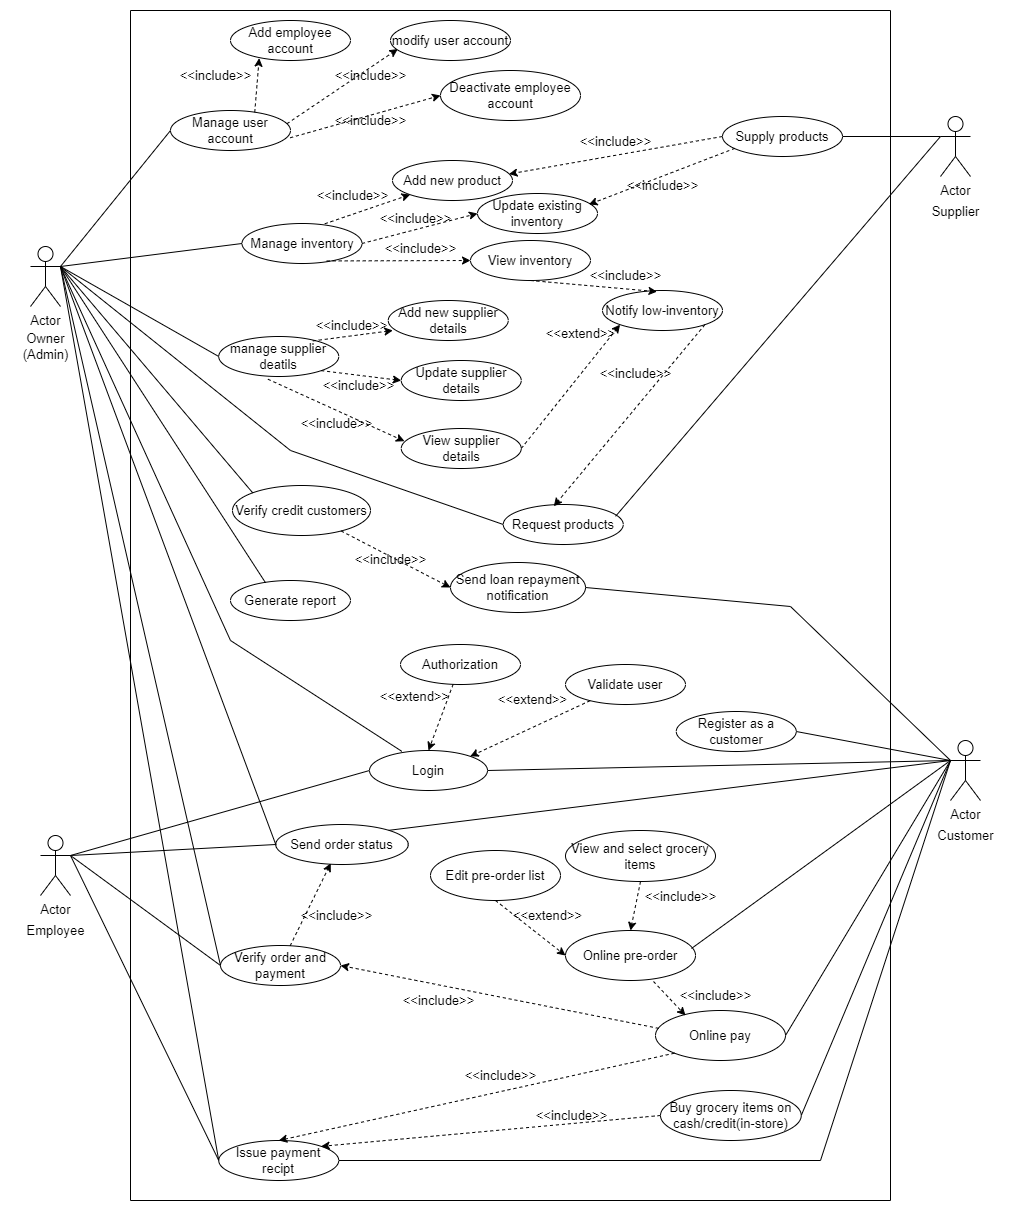 Add employee
account
modify user account
<<include>>
<<include>>
Deactivate employee
account
<<include>>
Manage user
account
Supply products
<<include>>
Add new product
<<include>>
<<include>>
Update existing
inventory
<<include>>
Manage inventory
<<include>>
View inventory
<<include>>
Actor
Supplier
Actor
Owner
(Admin)
Notify low-inventory
Add new supplier
details
<<include>>
<<extend>>
manage supplier
deatils
<<include>>
Update supplier
details
<<include>>
<<include>>
View supplier
details
Verify credit customers
Request products
<<include>>
Send loan repayment
notification
Generate report
Authorization
Validate user
<<extend>>
<<extend>>
Register as a
customer
Login
Actor
Customer
Send order status
View and select grocery
items
Edit pre-order list
<<include>>
Actor
Employee
<<include>>
<<extend>>
Verify order and
payment
Online pre-order
<<include>>
<<include>>
Online pay
<<include>>
Buy grocery items on
cash/credit(in-store)
<<include>>
Issue payment
recipt